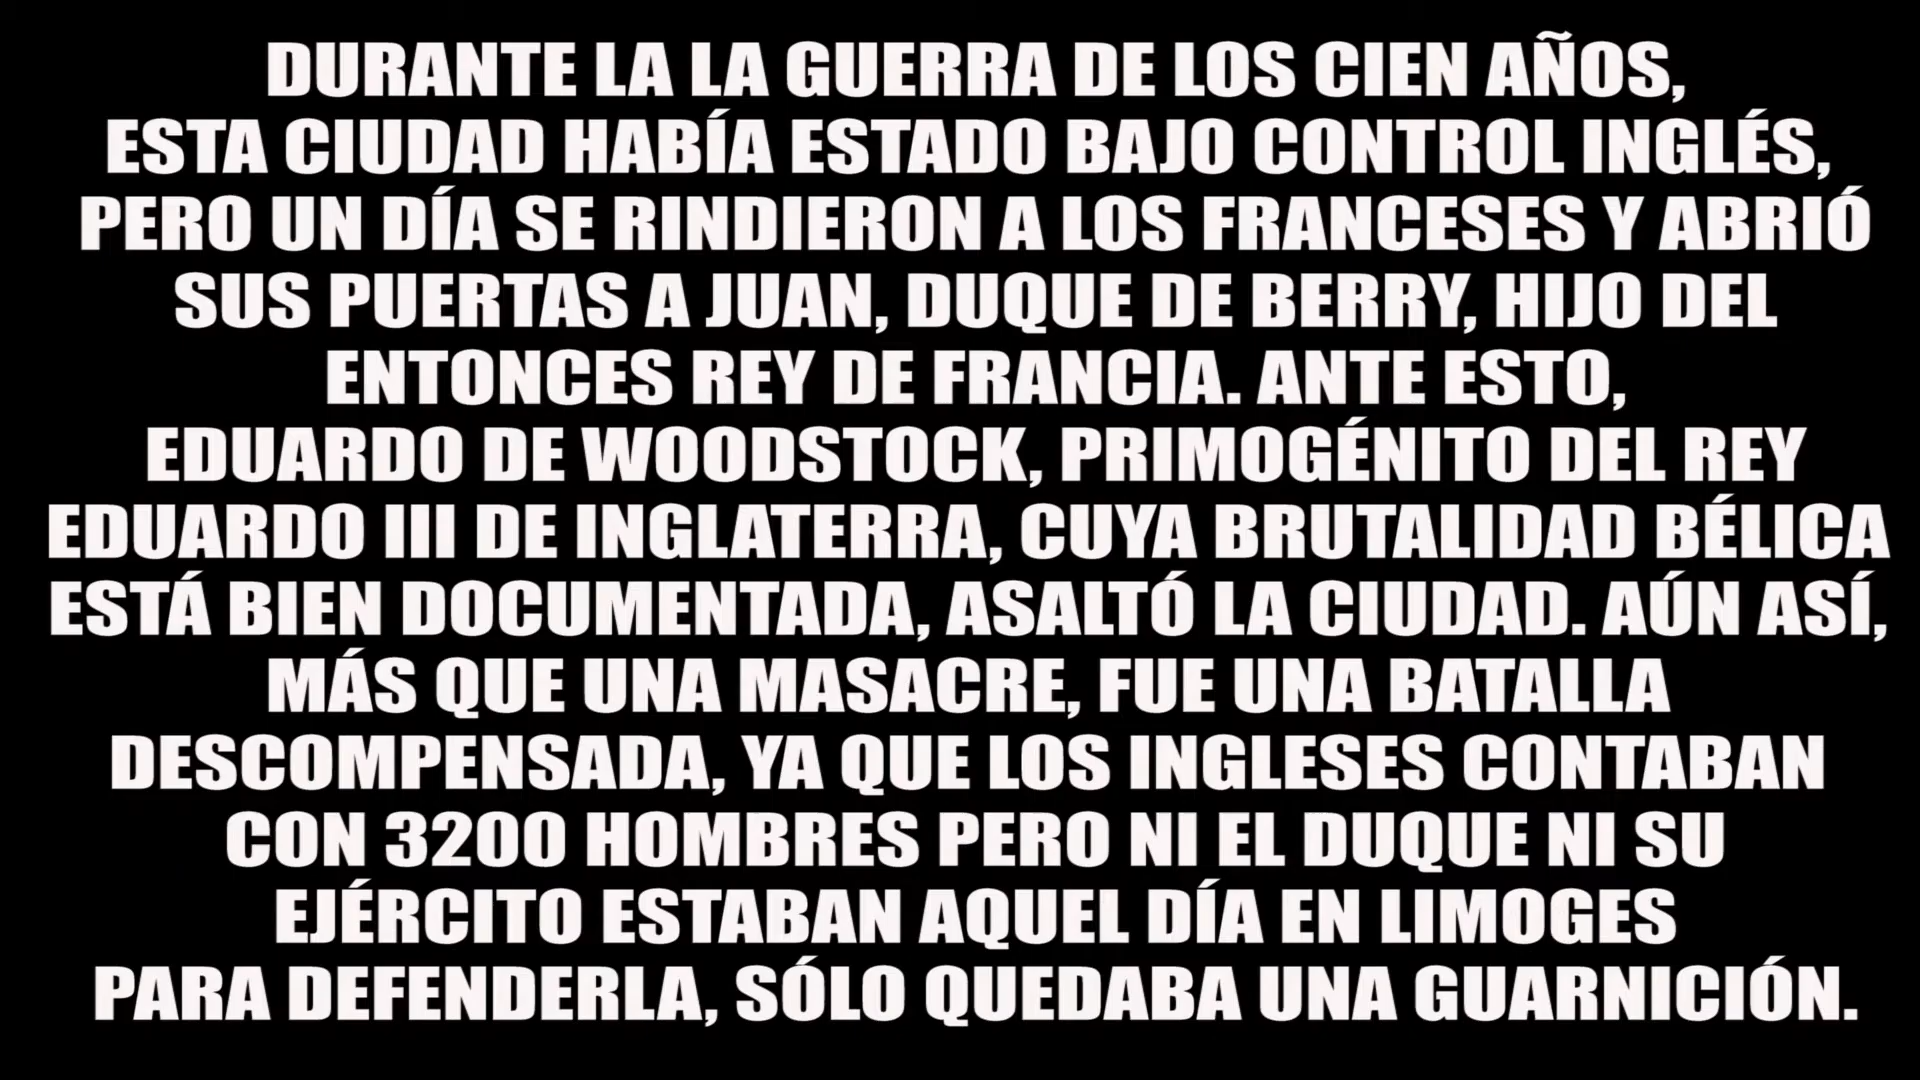 DURANTE LA LA GUERRA DE LOS CIEN AÑOS,
ESTA CIUDAD HABÍA ESTADO BAJO CONTROL INGLÉS,
PERO UN DÍA SE RINDIERON A LOS FRANCESES Y ABRIÓ
SUS PUERTAS A JUAN, DUQUE DE BERRY, HIJO DEL
ENTONCES REY DE FRANCIA. ANTE ESTO,
EDUARDO DE WOODSTOCK, PRIMOGÉNITO DEL REY
EDUARDO III DE INGLATERRA, CUYA BRUTALIDAD BÉLICA
ESTÁ BIEN DOCUMENTADA, ASALTÓ LA CIUDAD. AÚN ASÍ,
MÁS QUE UNA MASACRE, FUE UNA BATALLA
DESCOMPENSADA, YA QUE LOS INGLESES CONTABAN
CON 3200 HOMBRES PERO NI EL DUQUE NI SU
EJÉRCITO ESTABAN AQUEL DÍA EN LIMOGES
PARA DEFENDERLA, SÓLO QUEDABA UNA GUARNICIÓN.